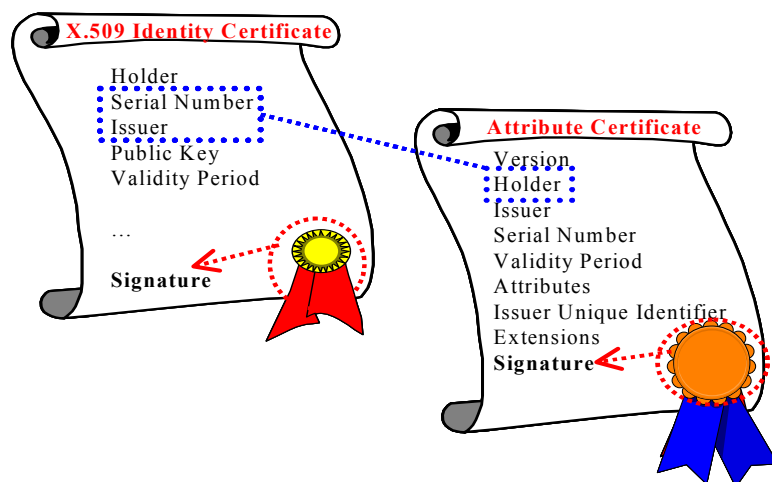 X.509 Identity Certificate
Holder
Serial Number
Issuer
Public Key
Validity Period
…
Signature
Attribute Certificate
Version
Holder
Issuer
Serial Number
Validity Period
Attributes
Issuer Unique Identifier
Extensions
Signature